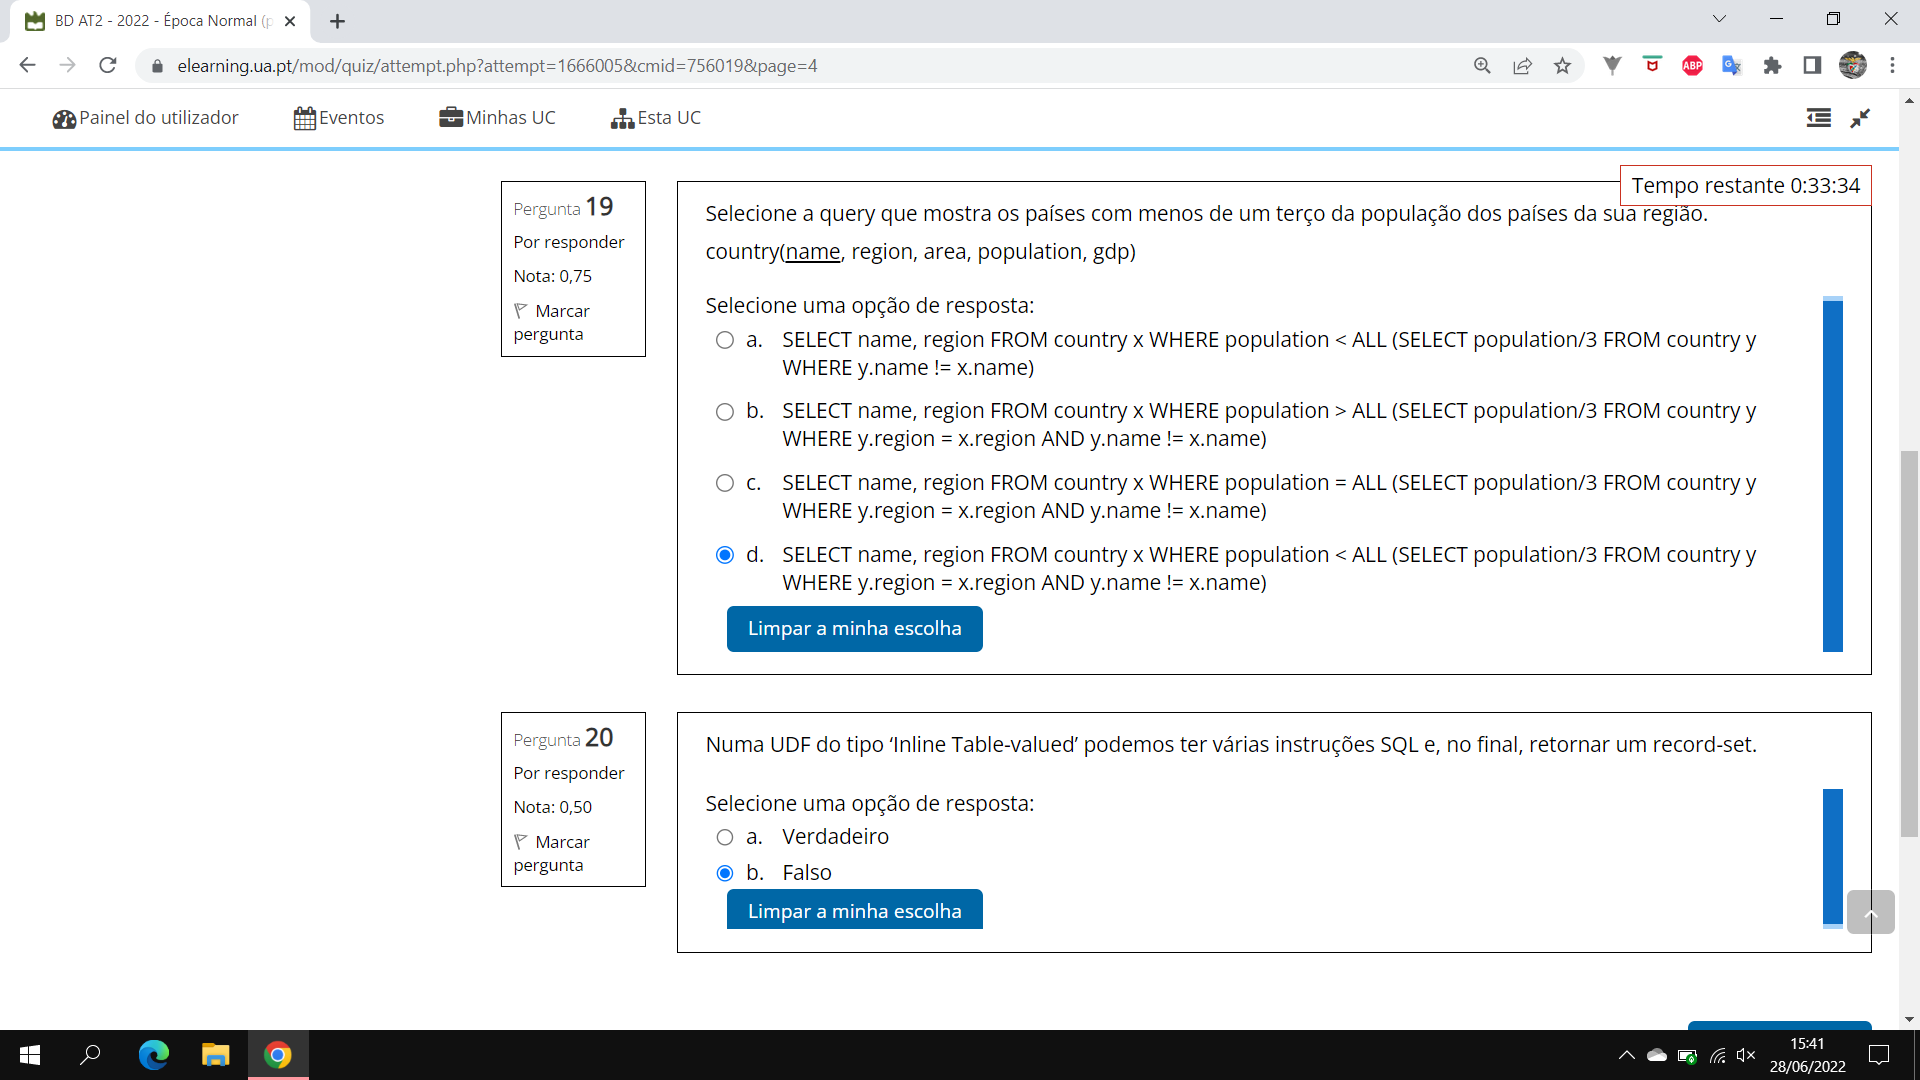 BD AT2 - 2022 - Época Normal (p
elearning.ua.pt/mod/quiz/attempt.php?attempt=1666005&cmid=756019&page=4
ABP
Painel do utilizador
Eventos
Minhas UC
Esta UC
Tempo restante 0:33:34
Pergunta 19
Por responder
Nota: 0,75
Marcar
pergunta
Selecione a query que mostra os países com menos de um terço da população dos países da sua região.
country(name, region, area, population, gdp)
Selecione uma opção de resposta:
a. SELECT name, region FROM country x WHERE population < ALL (SELECT population/3 FROM country y
WHERE y.name != x.name)
b. SELECT name, region FROM country x WHERE population > ALL (SELECT population/3 FROM country y
WHERE y.region = x.region AND y.name != x.name)
c. SELECT name, region FROM country x WHERE population = ALL (SELECT population/3 FROM country y
WHERE y.region = x.region AND y.name != x.name)
d. SELECT name, region FROM country x WHERE population < ALL (SELECT population/3 FROM country y
WHERE y.region = x.region AND y.name != x.name)
Limpar a minha escolha
Pergunta 20
Por responder
Nota: 0,50
Marcar
pergunta
Numa UDF do tipo ‘Inline Table-valued’ podemos ter várias instruções SQL e, no final, retornar um record-set.
Selecione uma opção de resposta:
a. Verdadeiro
b. Falso
Limpar a minha escolha
15:41
28/06/2022